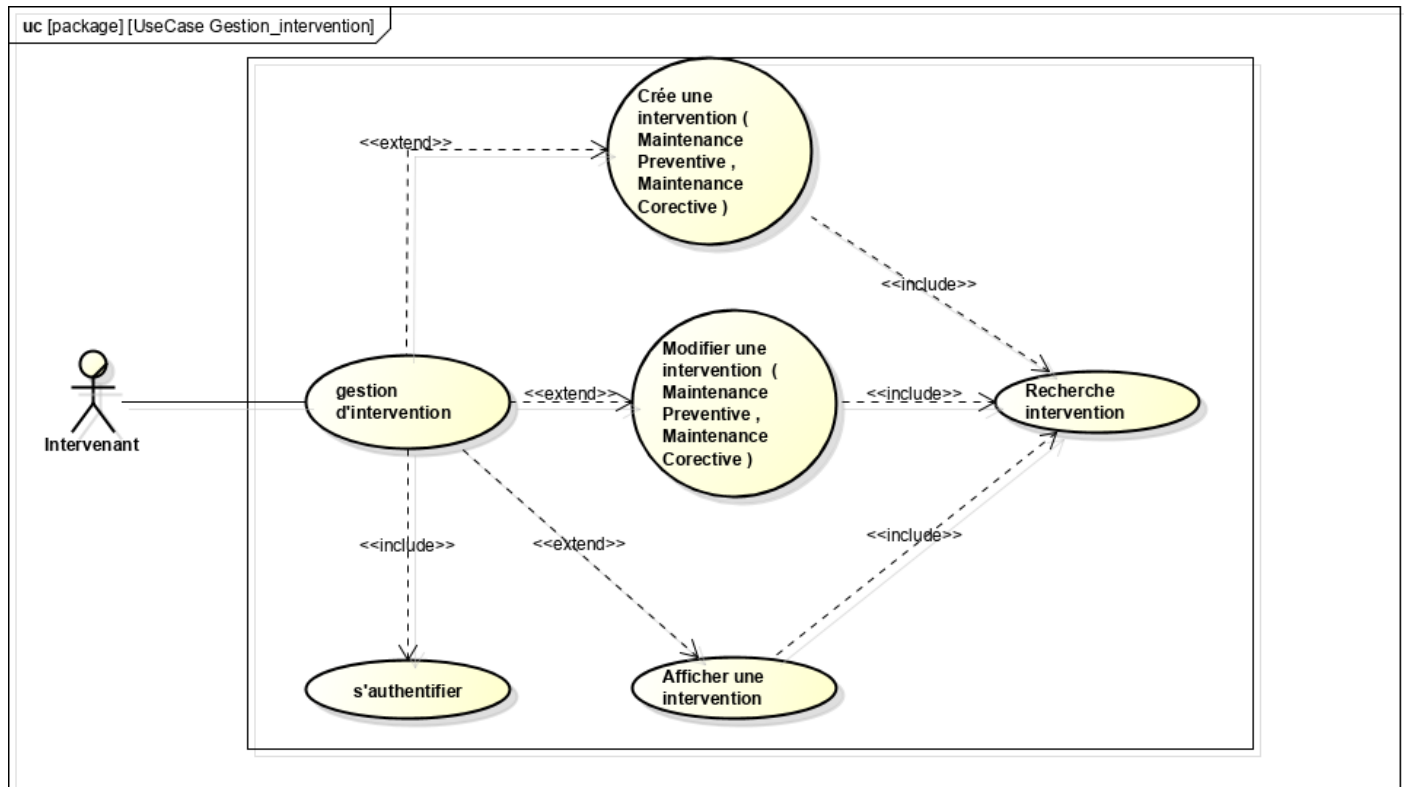 uc [package] [UseCase Gestion_intervention]
Crée une
intervention (
Maintenance
Preventive ,
Maintenance
Corective )
<<extend>>
<<include>>
Modifier une
intervention (
Maintenance
Preventive ,
Maintenance
Corective )
gestion
d'intervention
<<extend>>
<<include>>
Recherche
intervention
Intervenant
<<include>>
<<extend>>
<<include>>
s'authentifier
Afficher une
intervention